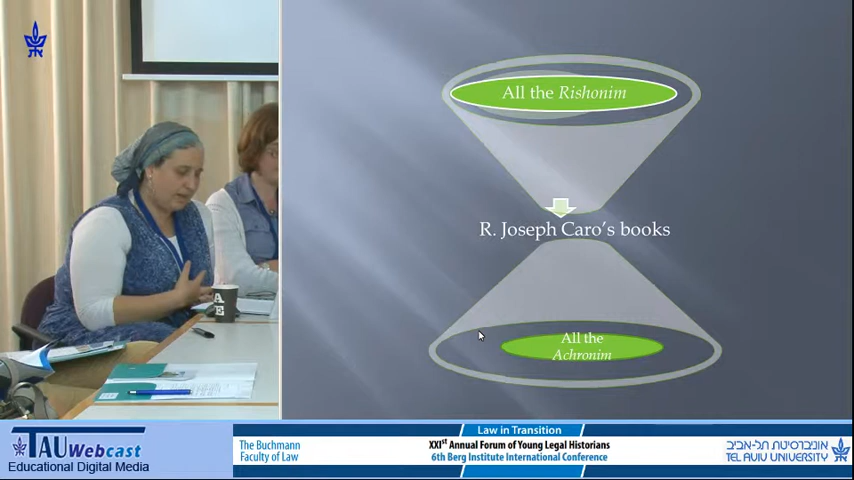 All the Rishonim
R. Joseph Caro's books
All the
Achronim
A
E
TAU Webcast
Educational Digital Media
The Buchmann
Faculty of Law
Law in Transition
XXIst Annual Forum of Young Legal Historians
6th Berg Institute International Conference
אוניברסיטת תל-אביב
TEL AVIV UNIVERSITY